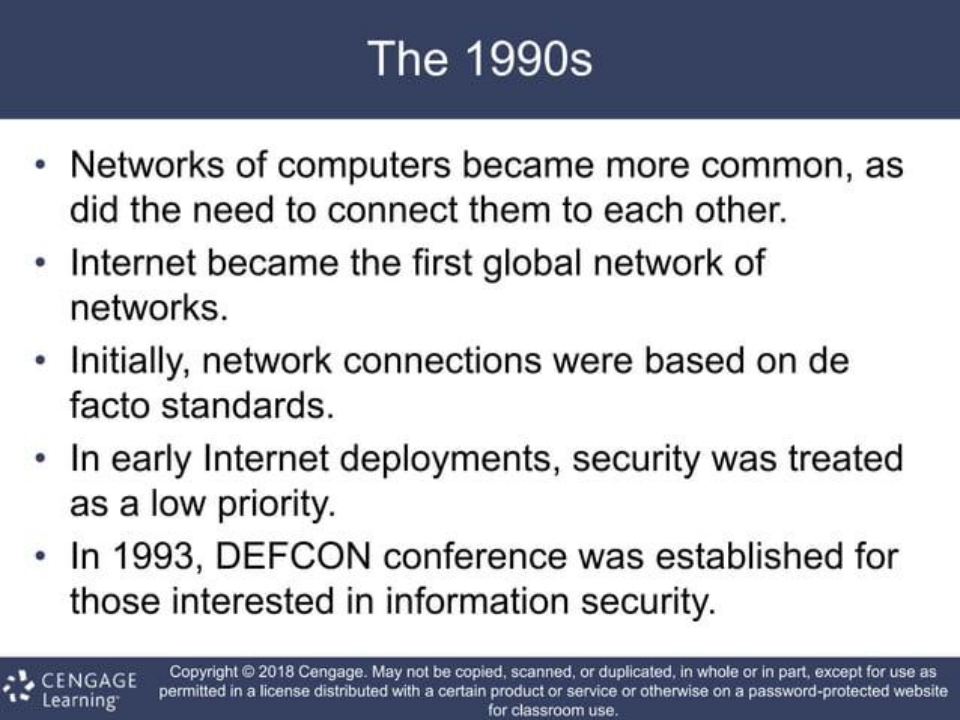 The 1990s
• Networks of computers became more common, as
did the need to connect them to each other.
• Internet became the first global network of
networks.
• Initially, network connections were based on de
facto standards.
• In early Internet deployments, security was treated
as a low priority.
• In 1993, DEFCON conference was established for
those interested in information security.
CENGAGE
Learning™
Copyright © 2018 Cengage. May not be copied, scanned, or duplicated, in whole or in part, except for use as
permitted in a license distributed with a certain product or service or otherwise on a password-protected website
for classroom use.